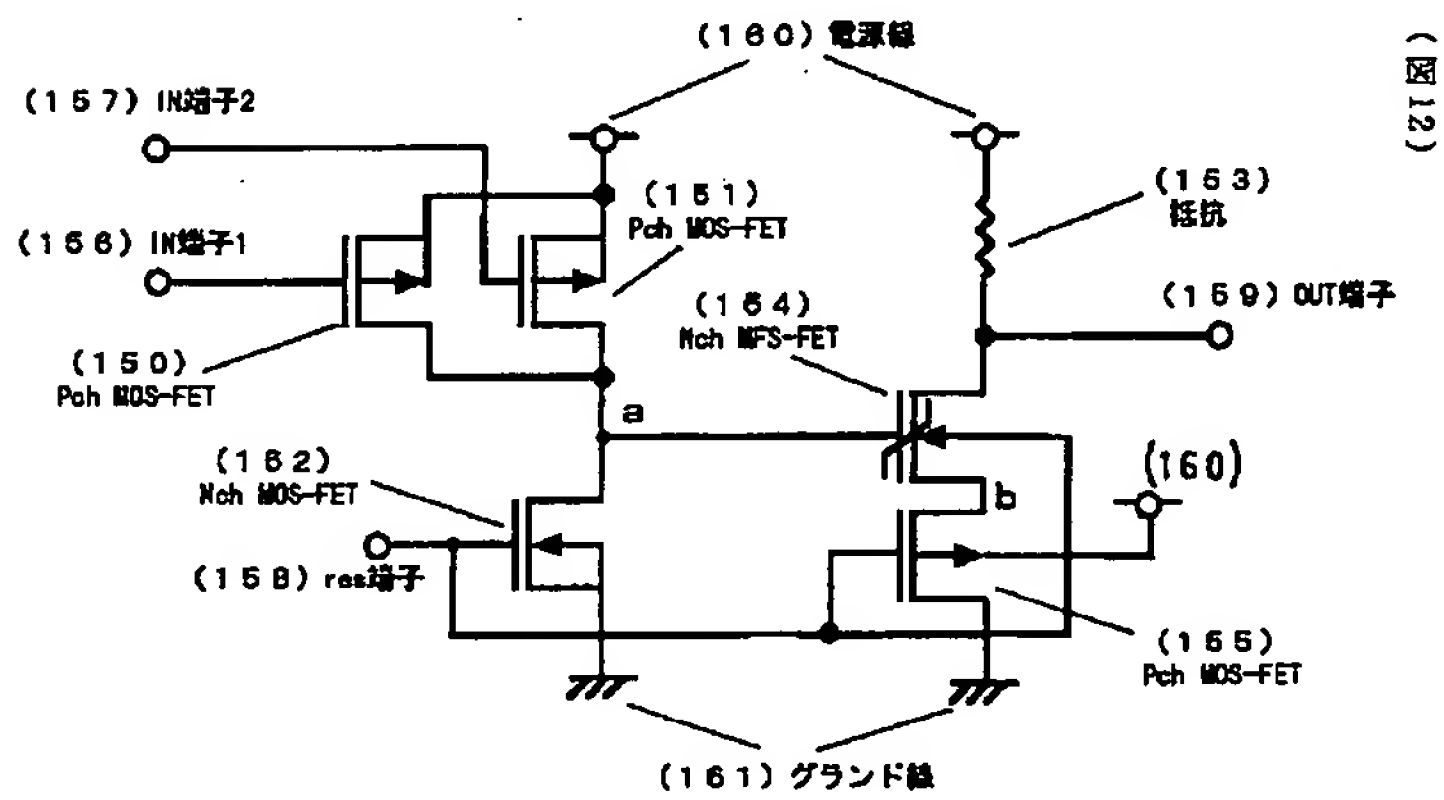 (図12)
（１６０）電源線
（１５７）IN端子2
（１５１）
Pch MOS-FET
（１５３）
抵抗
（１５６）IN端子1
（１５４）
Nch MFS-FET
（１５９）OUT端子
（１５０）
Pch MOS-FET
a
（１５２）
Nch MOS-FET
(160)
b
（１５８）res端子
（１５５）
Pch MOS-FET
（１６１）グランド線